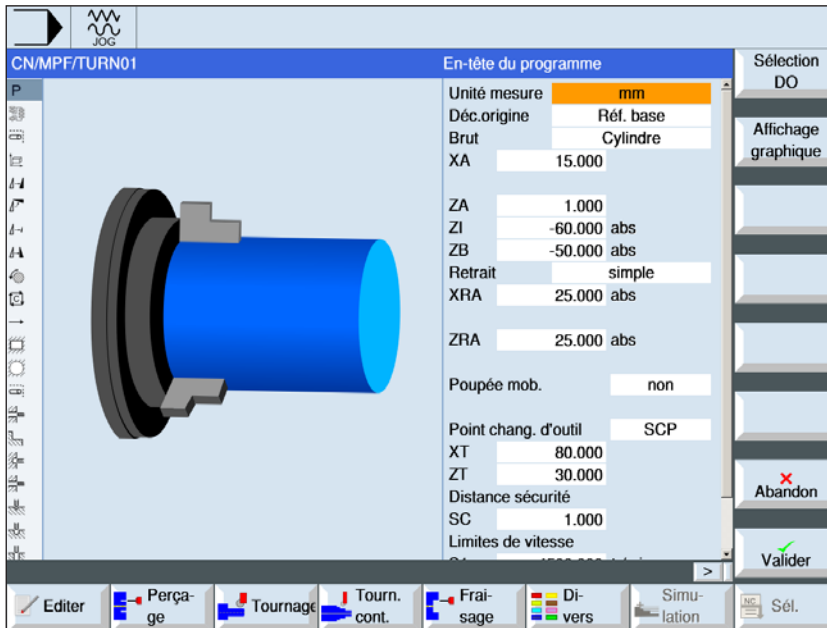 JOG
CN/MPF/TURN01
En-tête du programme
Unité mesure mm
Déc.origine Réf. base
Brut Cylindre
XA 15.000
ZA 1.000
ZI -60.000 abs
ZB -50.000 abs
Retrait simple
XRA 25.000 abs
ZRA 25.000 abs
Poupée mob. non
Point chang. d'outil SCP
XT 80.000
ZT 30.000
Distance sécurité
SC 1.000
Limites de vitesse
Sélection
DO
Affichage
graphique
Abandon
Valider
>
Editer
Perça-
ge
Tournage
Tourn.
cont.
Frai-
sage
Di-
vers
Simu-
lation
NC
Sél.
P